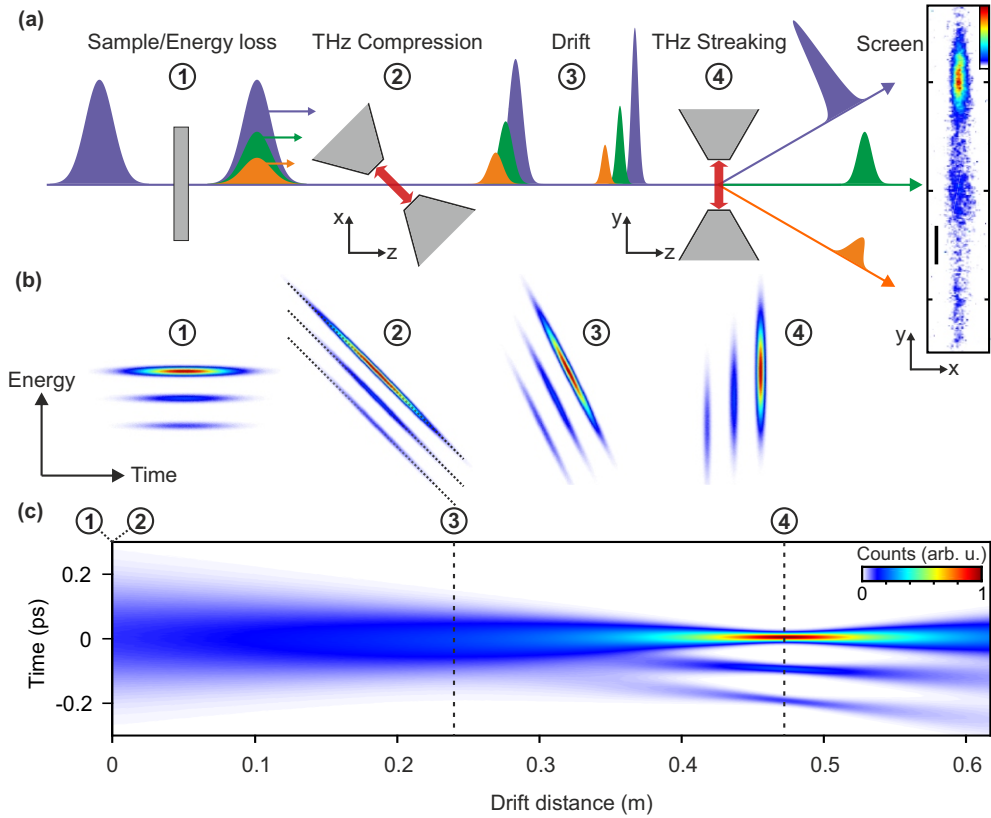 (a)
Sample/Energy loss THz Compression Drift THz Streaking Screen
① ② ③ ④
x
z
y
z
y
x
(b)
① ② ③ ④
Energy
Time
(c)
① ② ③ ④
Counts (arb. u.)
0 1
0.2
0
-0.2
Time (ps)
0 0.1 0.2 0.3 0.4 0.5 0.6
Drift distance (m)